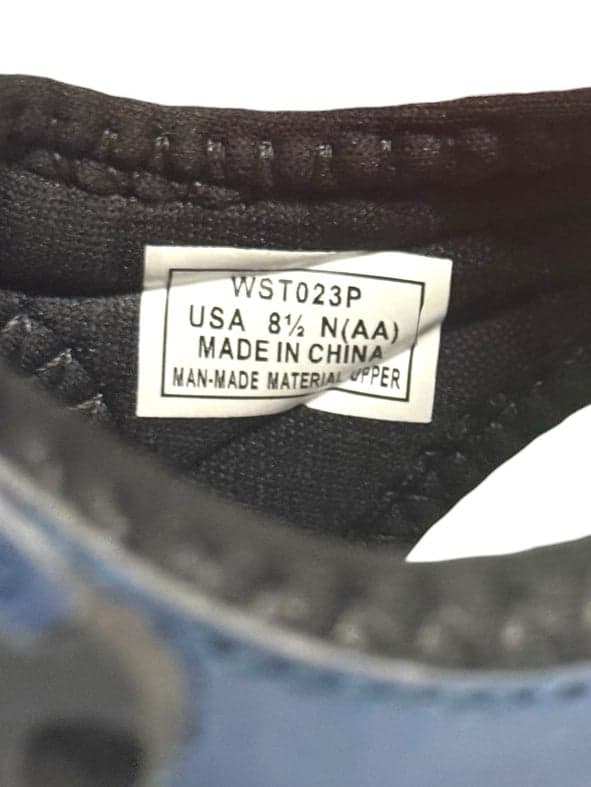 WST023P
USA 8½ N(AA)
MADE IN CHINA
MAN-MADE MATERIAL UPPER